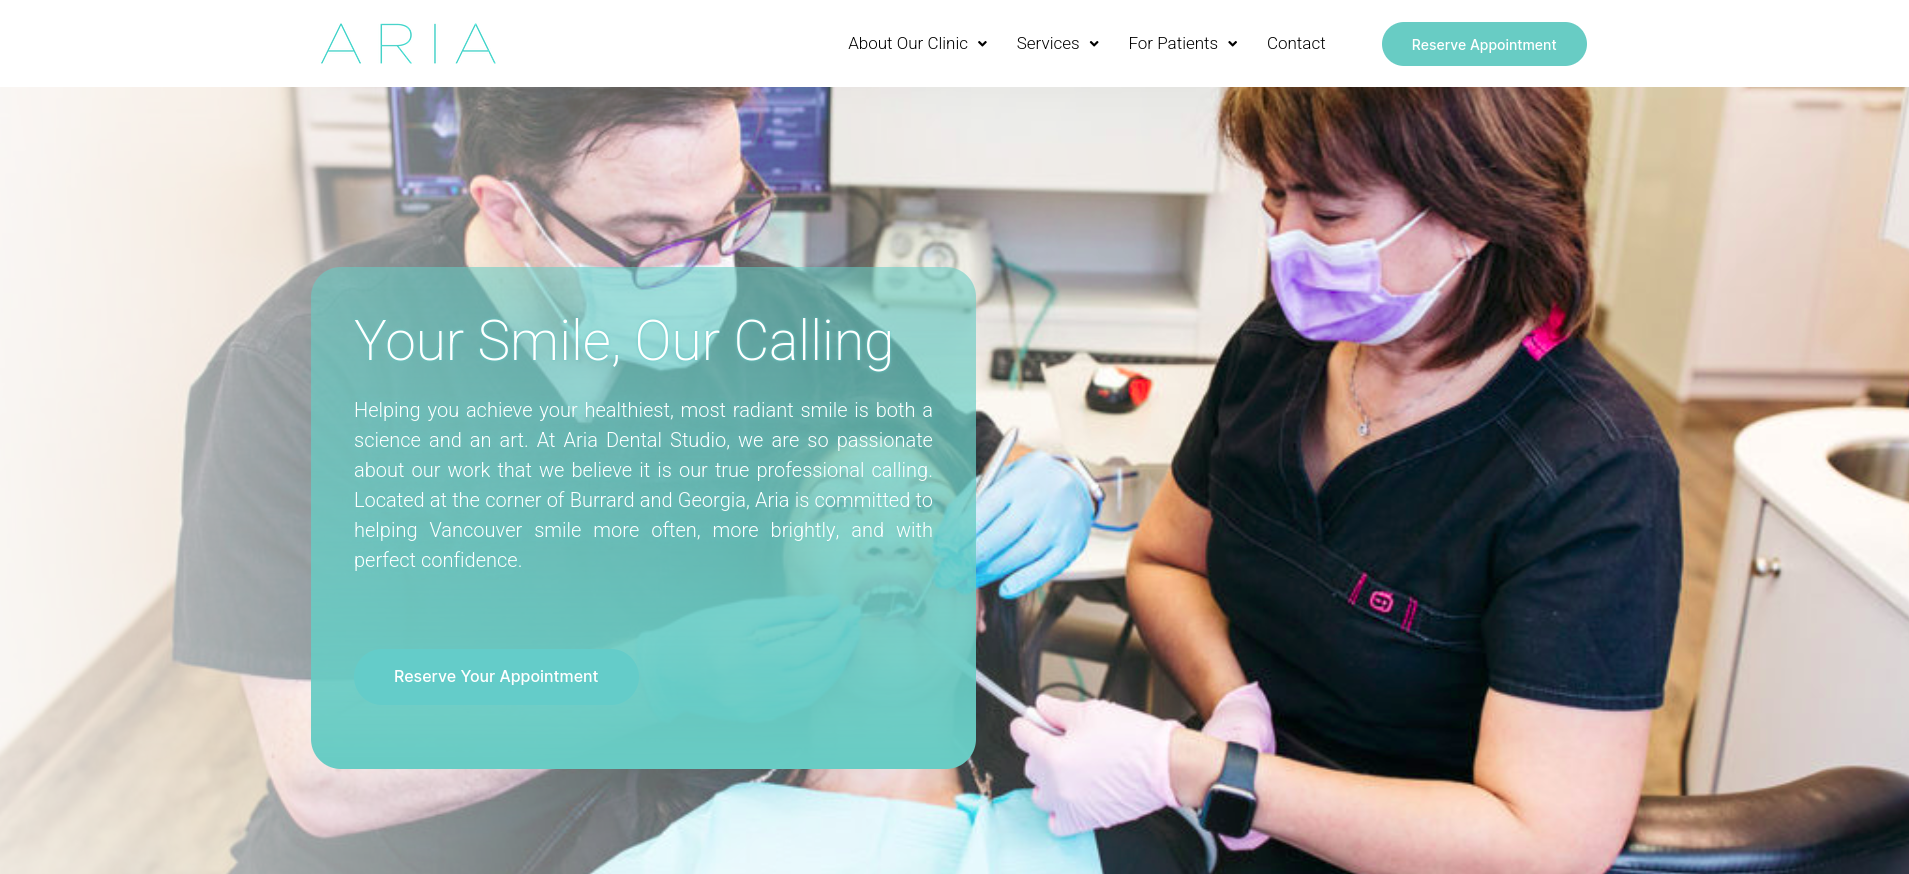 ARIA
About Our Clinic
Services
For Patients
Contact
Reserve Appointment
Your Smile, Our Calling
Helping you achieve your healthiest, most radiant smile is both a
science and an art. At Aria Dental Studio, we are so passionate
about our work that we believe it is our true professional calling.
Located at the corner of Burrard and Georgia, Aria is committed to
helping Vancouver smile more often, more brightly, and with
perfect confidence.
Reserve Your Appointment